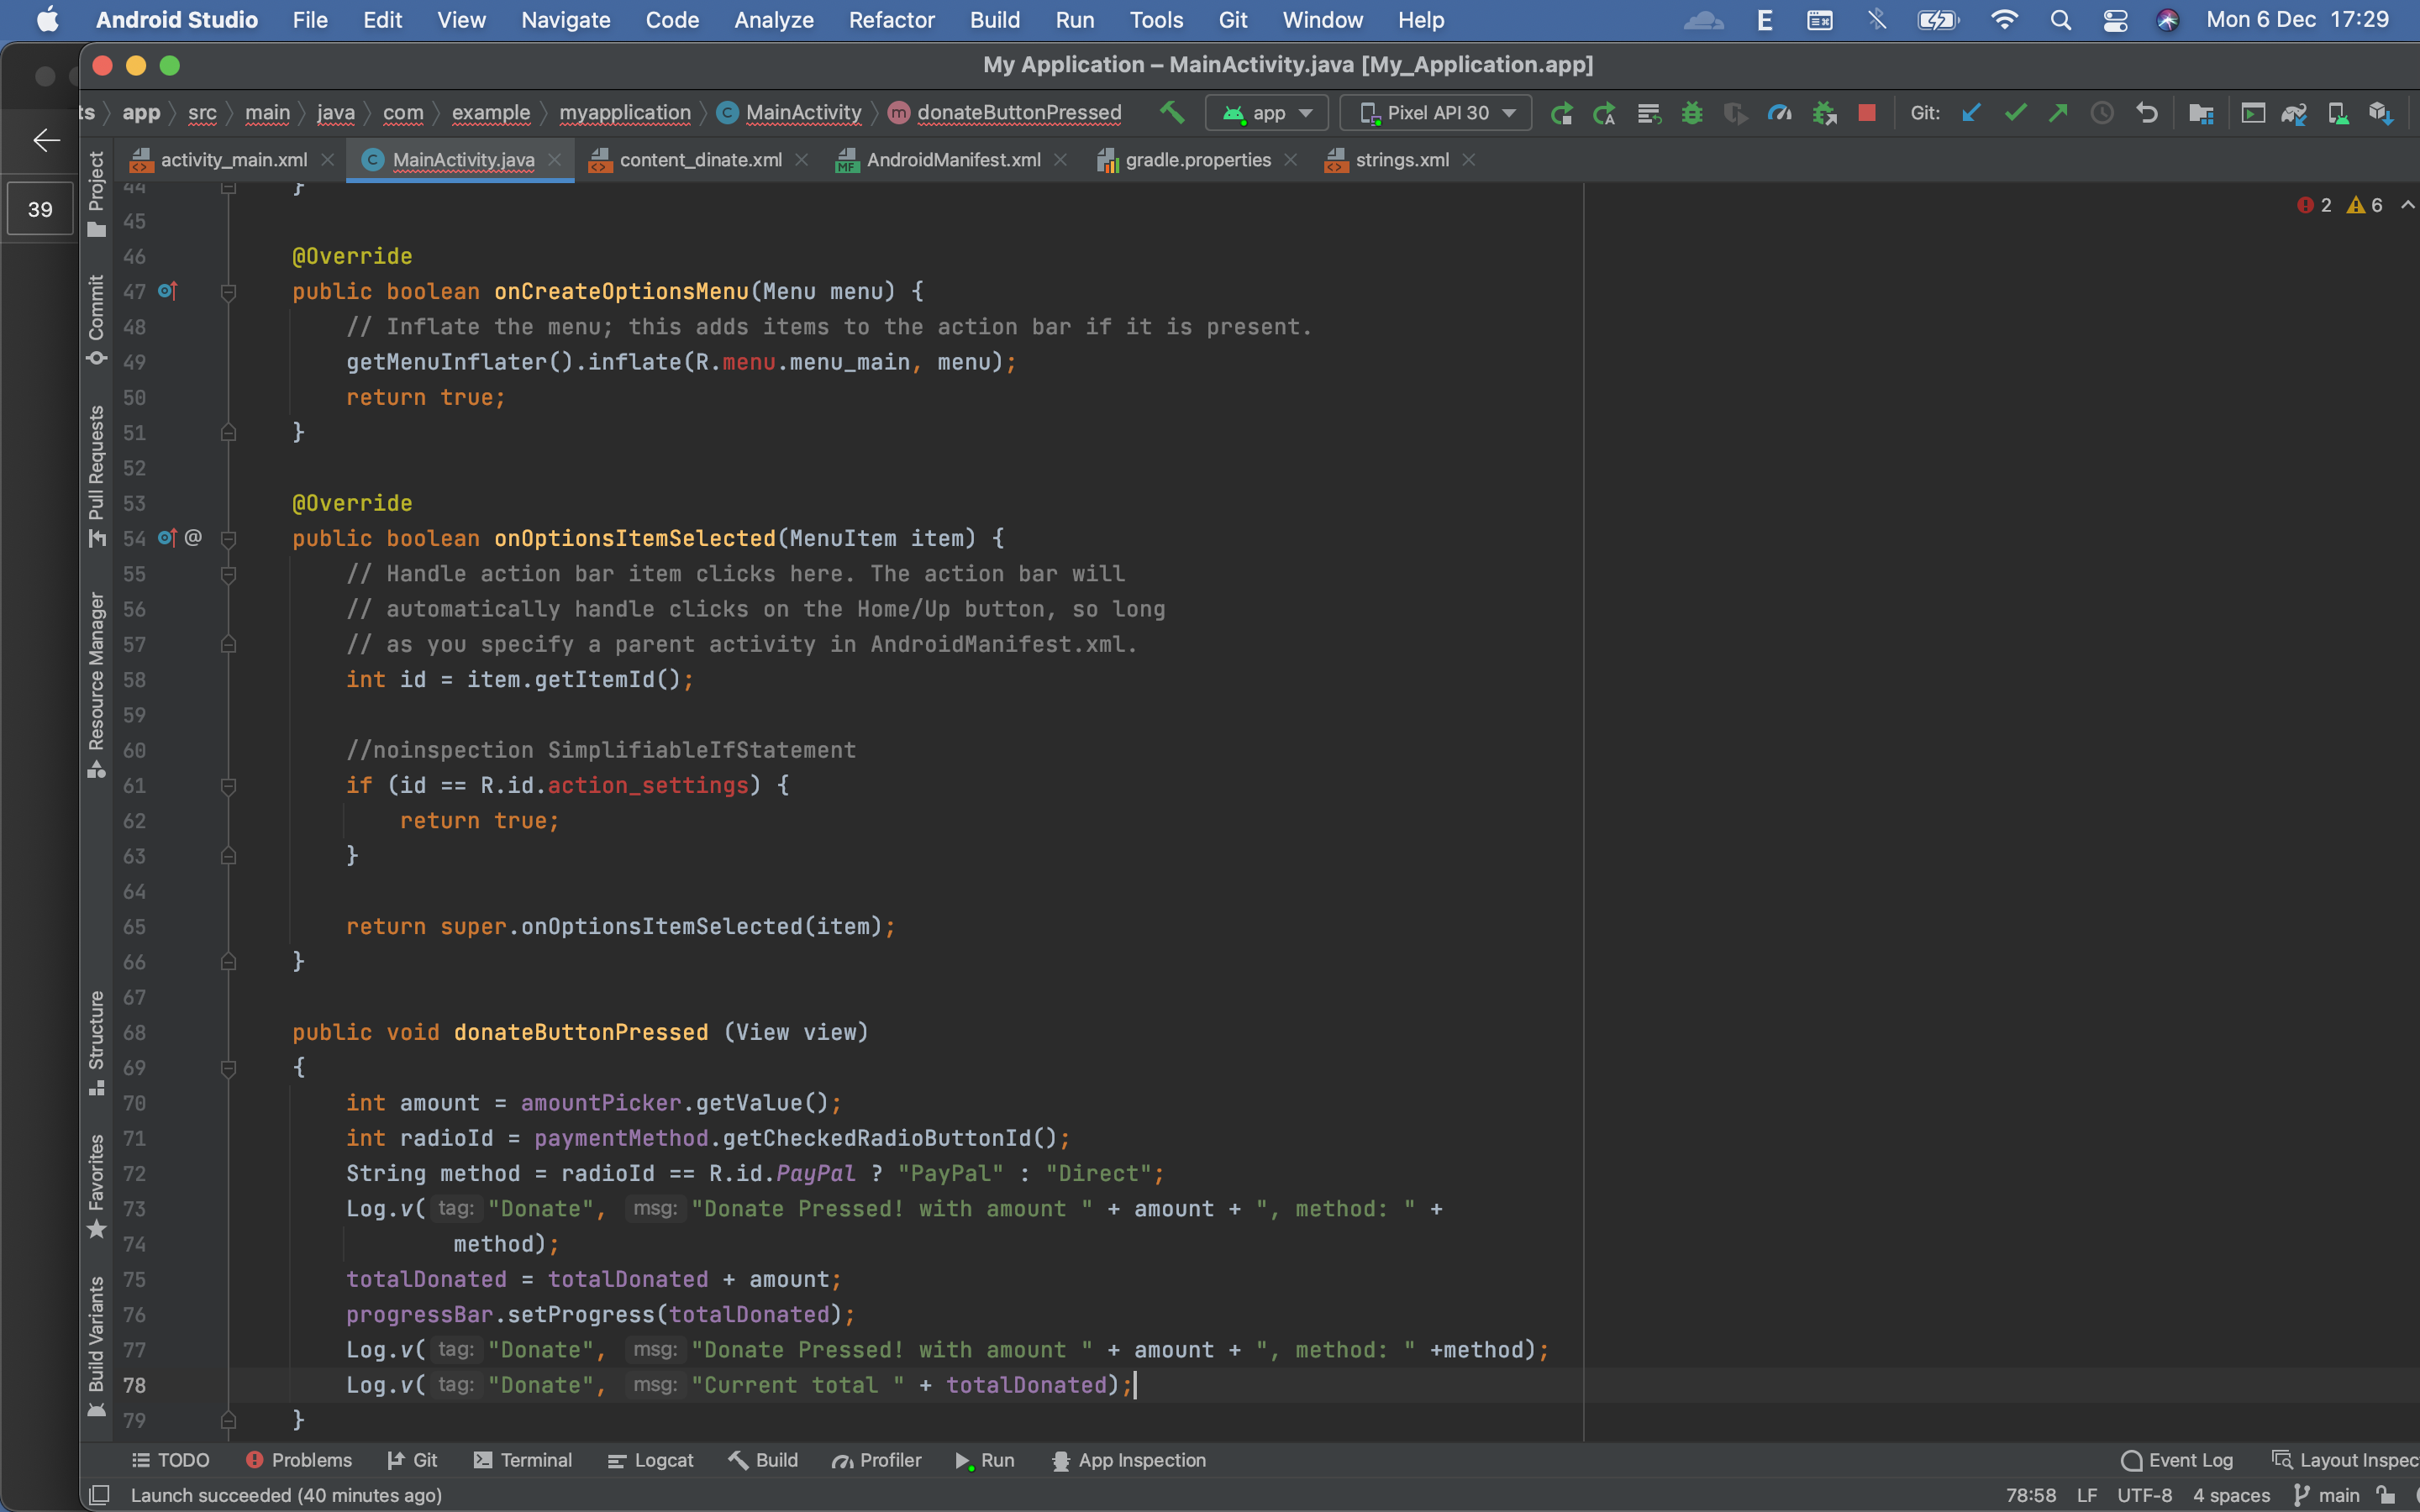 Android Studio File Edit View Navigate Code Analyze Refactor Build Run Tools Git Window Help E Mon 6 Dec 17:29
My Application – MainActivity.java [My_Application.app]
ts app src main java com example myapplication C MainActivity m donateButtonPressed app Pixel API 30 Git:
activity_main.xml C MainActivity.java content_dinate.xml MF AndroidManifest.xml gradle.properties strings.xml
39
Project
Commit
Pull Requests
Resource Manager
Structure
Favorites
Build Variants
2 6
44 }
45
46 @Override
47 public boolean onCreateOptionsMenu(Menu menu) {
48 // Inflate the menu; this adds items to the action bar if it is present.
49 getMenuInflater().inflate(R.menu.menu_main, menu);
50 return true;
51 }
52
53 @Override
54 @ public boolean onOptionsItemSelected(MenuItem item) {
55 // Handle action bar item clicks here. The action bar will
56 // automatically handle clicks on the Home/Up button, so long
57 // as you specify a parent activity in AndroidManifest.xml.
58 int id = item.getItemId();
59
60 //noinspection SimplifiableIfStatement
61 if (id == R.id.action_settings) {
62 return true;
63 }
64
65 return super.onOptionsItemSelected(item);
66 }
67
68 public void donateButtonPressed (View view)
69 {
70 int amount = amountPicker.getValue();
71 int radioId = paymentMethod.getCheckedRadioButtonId();
72 String method = radioId == R.id.PayPal ? "PayPal" : "Direct";
73 Log.v( tag: "Donate", msg: "Donate Pressed! with amount " + amount + ", method: " +
74 method);
75 totalDonated = totalDonated + amount;
76 progressBar.setProgress(totalDonated);
77 Log.v( tag: "Donate", msg: "Donate Pressed! with amount " + amount + ", method: " +method);
78 Log.v( tag: "Donate", msg: "Current total " + totalDonated);
79 }
TODO Problems Git Terminal Logcat Build Profiler Run App Inspection Event Log Layout Inspec
Launch succeeded (40 minutes ago) 78:58 LF UTF-8 4 spaces main